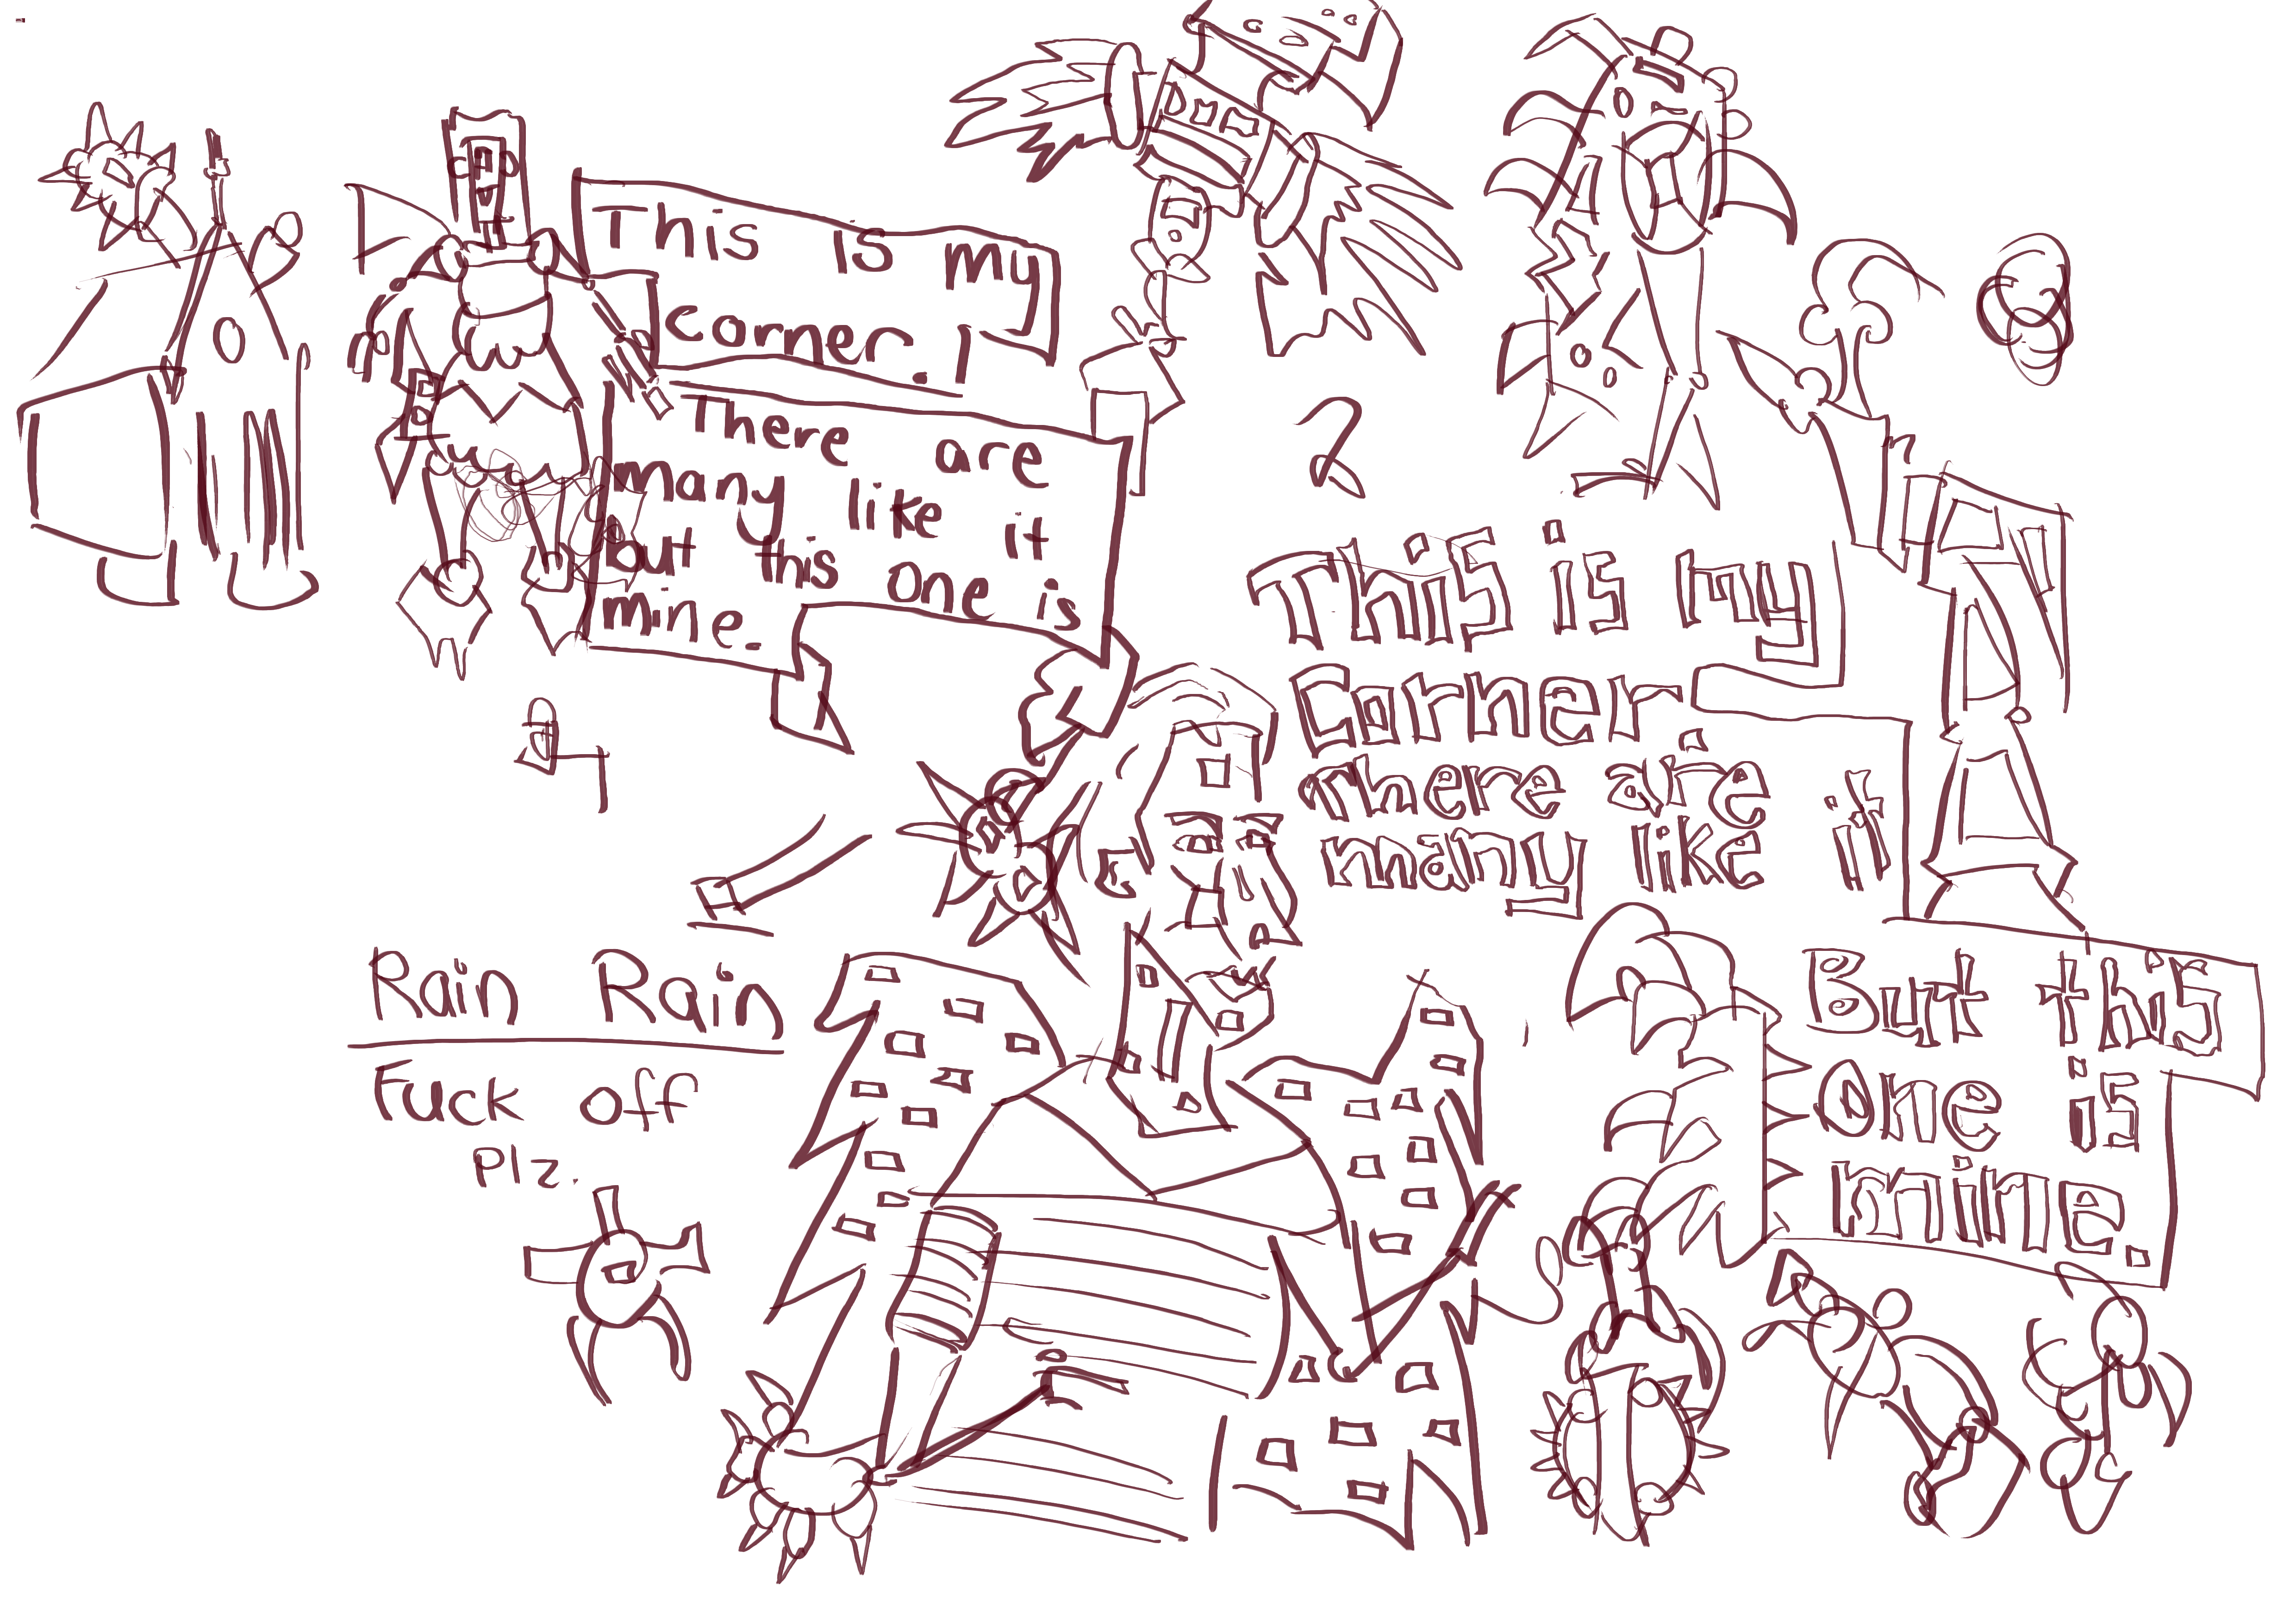 This is my
corner.
There are
many like it
but this one is
mine.
2
This is my
Corner.
There are
many like it
But this
One is
mine.
Rain Rain
Fuck off
Plz.